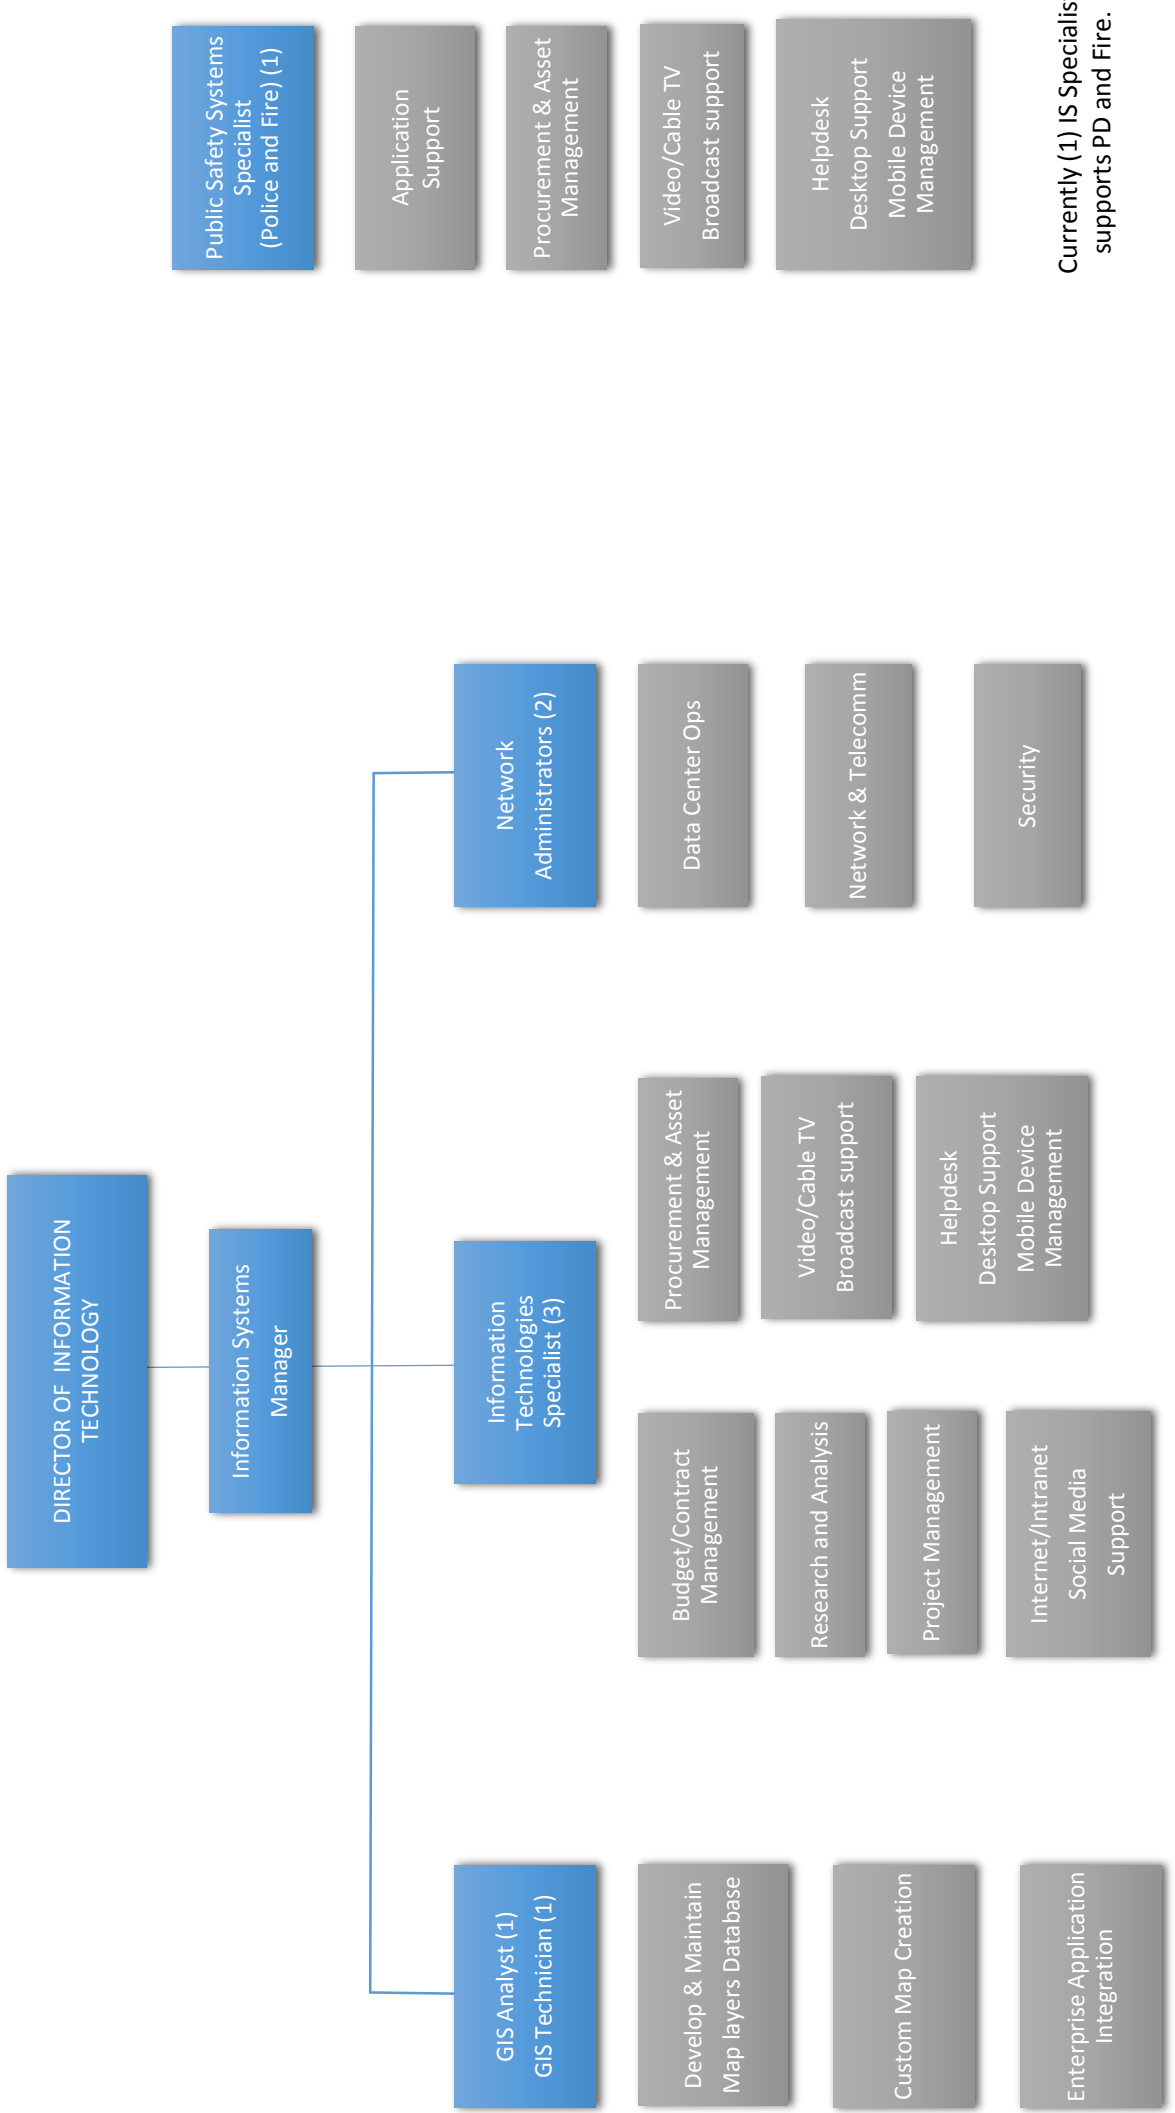 DIRECTOR OF INFORMATION
TECHNOLOGY
Information Systems
Manager
GIS Analyst (1)
GIS Technician (1)
Develop & Maintain
Map layers Database
Custom Map Creation
Enterprise Application
Integration
Information
Technologies
Specialist (3)
Budget/Contract
Management
Research and Analysis
Project Management
Internet/Intranet
Social Media
Support
Procurement & Asset
Management
Video/Cable TV
Broadcast support
Helpdesk
Desktop Support
Mobile Device
Management
Network
Administrators (2)
Data Center Ops
Network & Telecomm
Security
Public Safety Systems
Specialist
(Police and Fire) (1)
Application
Support
Procurement & Asset
Management
Video/Cable TV
Broadcast support
Helpdesk
Desktop Support
Mobile Device
Management
Currently (1) IS Specialis
supports PD and Fire.